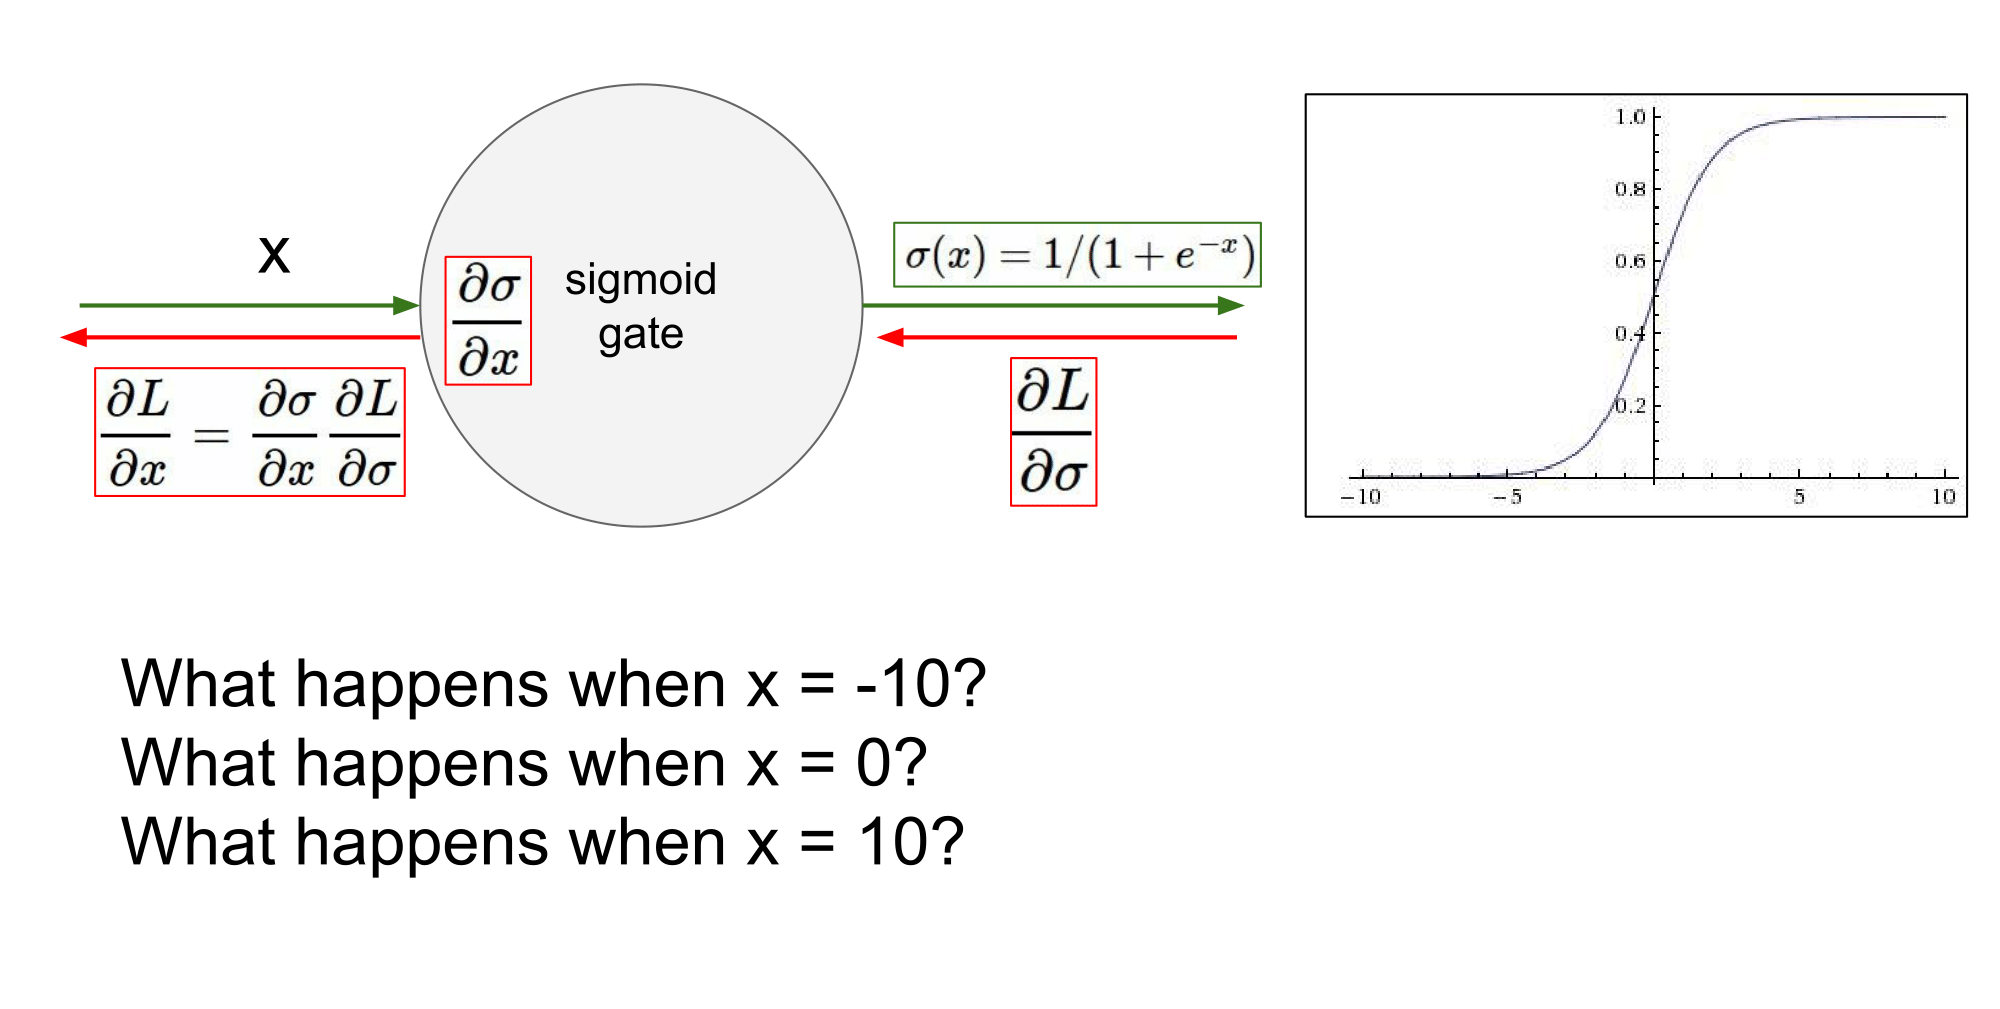 x
sigmoid
gate
∂σ/∂x
σ(x) = 1/(1 + e^{−x})
∂L/∂x = ∂σ/∂x ∂L/∂σ
∂L/∂σ
1.0
0.8
0.6
0.4
0.2
−10 −5 5 10
What happens when x = -10?
What happens when x = 0?
What happens when x = 10?